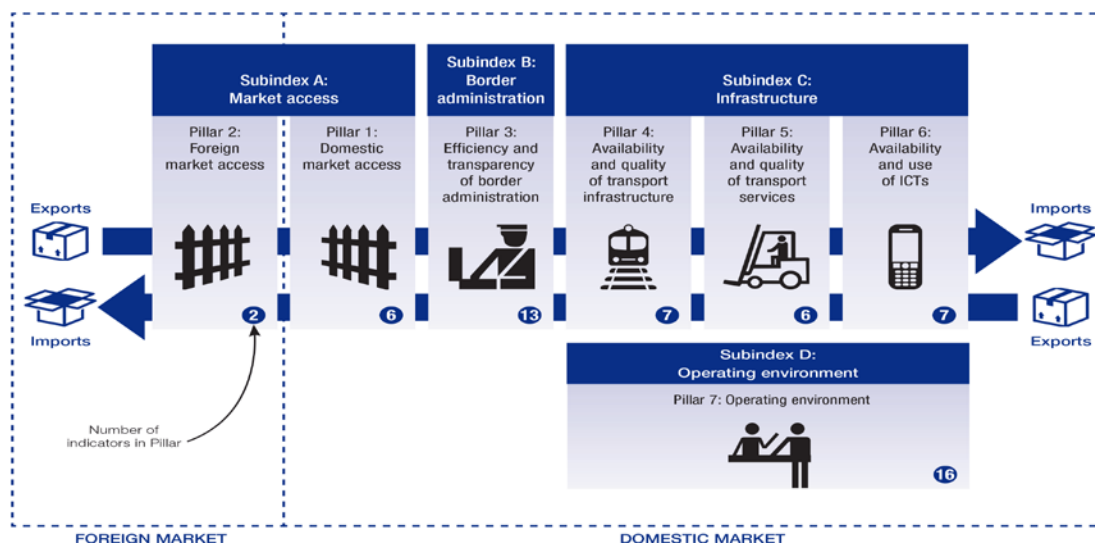 Subindex A:
Market access
Subindex B:
Border
administration
Subindex C:
Infrastructure
Pillar 2:
Foreign
market access
Pillar 1:
Domestic
market access
Pillar 3:
Efficiency and
transparency
of border
administration
Pillar 4:
Availability
and quality
of transport
infrastructure
Pillar 5:
Availability
and quality
of transport
services
Pillar 6:
Availability
and use
of ICTs
Exports
Imports
2
6
13
7
6
7
Imports
Exports
Number of
indicators in Pillar
Subindex D:
Operating environment
Pillar 7: Operating environment
16
FOREIGN MARKET
DOMESTIC MARKET